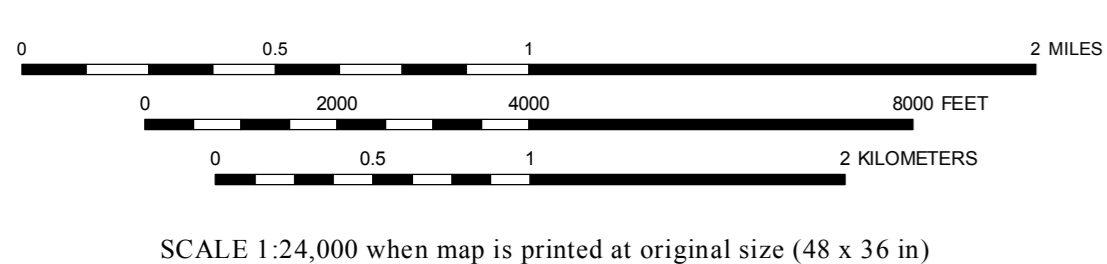 0 0.5 1 2 MILES
0 2000 4000 8000 FEET
0 0.5 1 2 KILOMETERS
SCALE 1:24,000 when map is printed at original size (48 x 36 in)